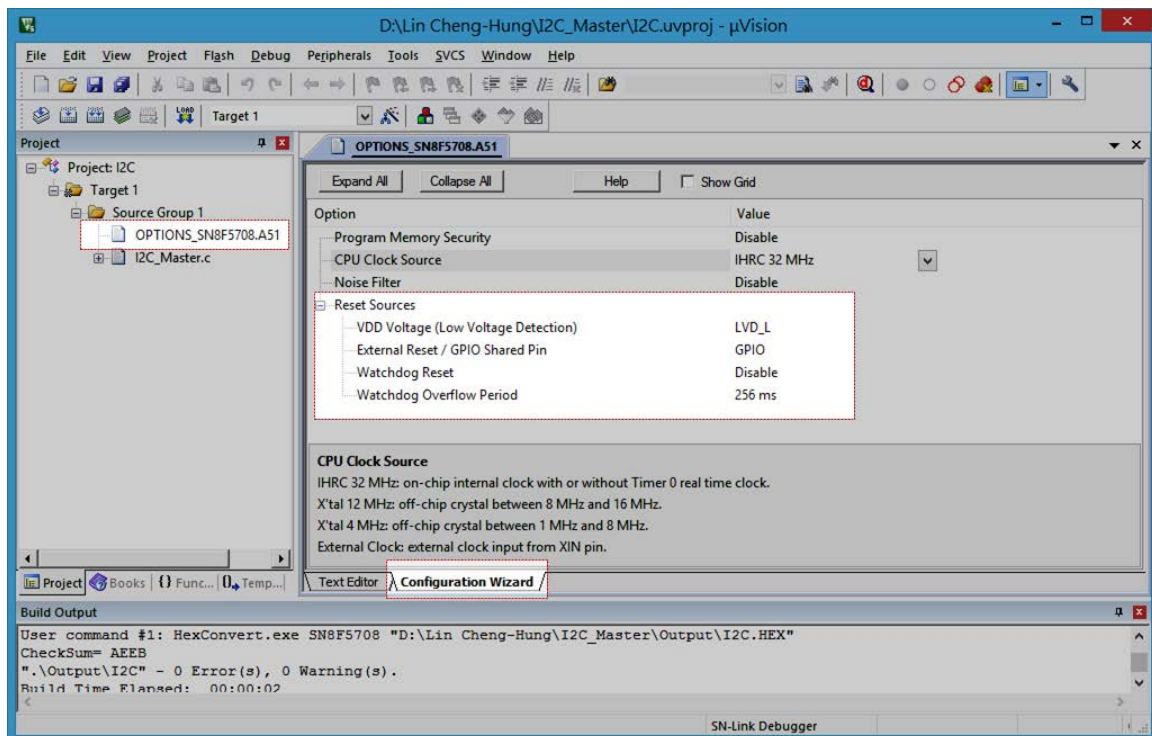 D:\Lin Cheng-Hung\I2C_Master\I2C.uvproj - µVision
File Edit View Project Flash Debug Peripherals Tools SVCS Window Help
LOAD Target 1
Project
Project: I2C
Target 1
Source Group 1
OPTIONS_SN8F5708.A51
I2C_Master.c
OPTIONS_SN8F5708.A51
Expand All Collapse All Help Show Grid
Option Value
Program Memory Security Disable
CPU Clock Source IHRC 32 MHz
Noise Filter Disable
Reset Sources
VDD Voltage (Low Voltage Detection) LVD_L
External Reset / GPIO Shared Pin GPIO
Watchdog Reset Disable
Watchdog Overflow Period 256 ms
CPU Clock Source
IHRC 32 MHz: on-chip internal clock with or without Timer 0 real time clock.
X'tal 12 MHz: off-chip crystal between 8 MHz and 16 MHz.
X'tal 4 MHz: off-chip crystal between 1 MHz and 8 MHz.
External Clock: external clock input from XIN pin.
Project Books {} Func... 0 Temp...
Text Editor Configuration Wizard
Build Output
User command #1: HexConvert.exe SN8F5708 "D:\Lin Cheng-Hung\I2C_Master\Output\I2C.HEX"
CheckSum= AEEB
".\Output\I2C" - 0 Error(s), 0 Warning(s).
Build Time Elapsed: 00:00:02
SN-Link Debugger